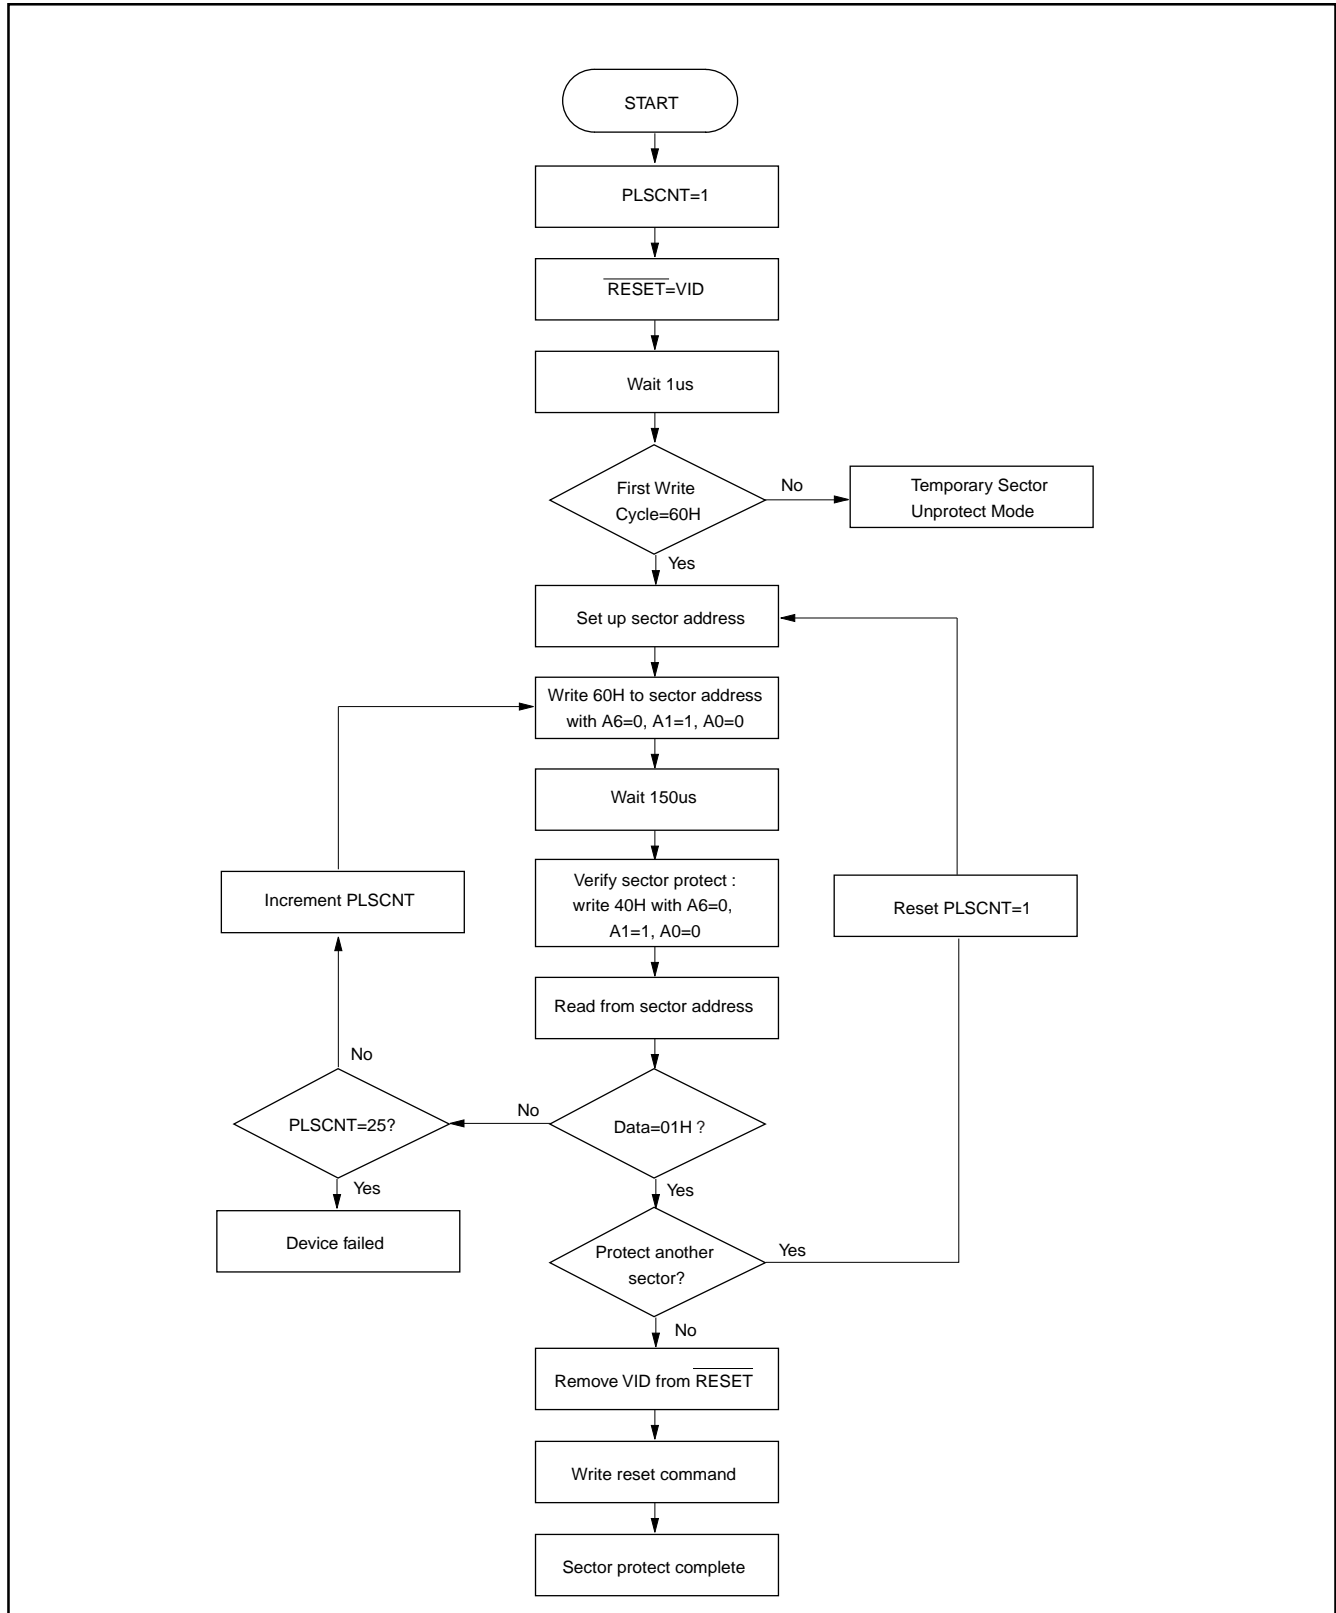 START
PLSCNT=1
RESET=VID
Wait 1us
First Write
Cycle=60H
No
Temporary Sector
Unprotect Mode
Yes
Set up sector address
Write 60H to sector address
with A6=0, A1=1, A0=0
Wait 150us
Verify sector protect :
write 40H with A6=0,
A1=1, A0=0
Increment PLSCNT
Reset PLSCNT=1
Read from sector address
No
PLSCNT=25?
No
Data=01H ?
Yes
Yes
Device failed
Protect another
sector?
Yes
No
Remove VID from RESET
Write reset command
Sector protect complete